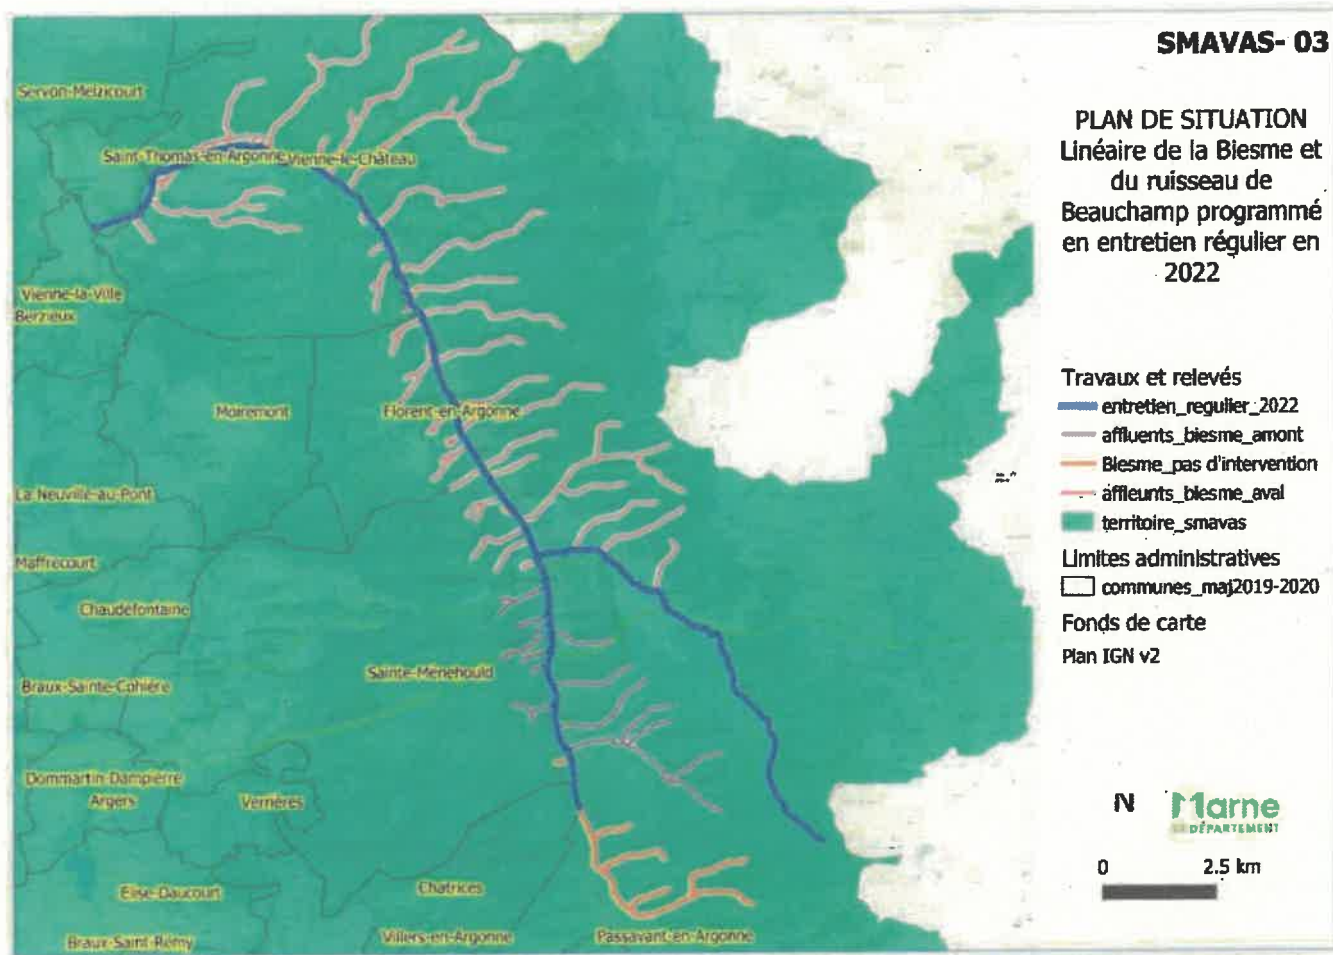 SMAVAS- 03
PLAN DE SITUATION
Linéaire de la Biesme et
du ruisseau de
Beauchamp programmé
en entretien régulier en
2022
Travaux et relevés
entretien_regulier_2022
affluents_biesme_amont
Biesme_pas d'intervention
affleunts_biesme_aval
territoire_smavas
Limites administratives
communes_maj2019-2020
Fonds de carte
Plan IGN v2
N
Marne
DÉPARTEMENT
0 2.5 km
Servon-Melzicourt
Saint-Thomas-en-Argonne
Vienne-le-Château
Vienne-la-Ville
Berzieux
Moiremont
Florent-en-Argonne
La Neuville-au-Pont
Maffrecourt
Chaudefontaine
Braux-Sainte-Cohière
Sainte-Menehould
Dommartin-Dampierre
Argers
Verrières
Elise-Daucourt
Chatrices
Braux-Saint-Remy
Villers-en-Argonne
Passavant-en-Argonne